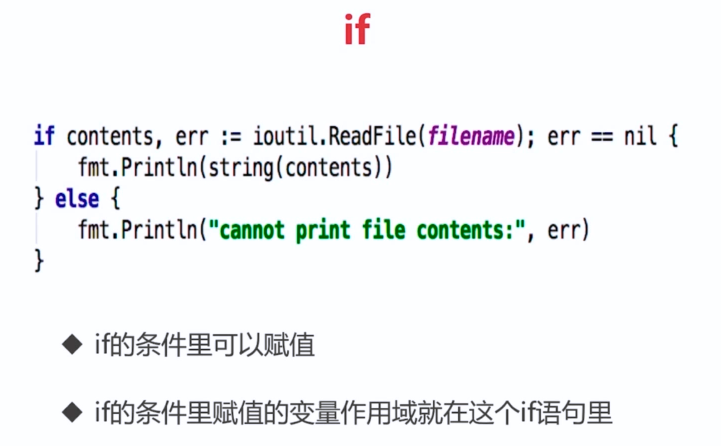 if
if contents, err := ioutil.ReadFile(filename); err == nil {
    fmt.Println(string(contents))
} else {
    fmt.Println("cannot print file contents:", err)
}
◆ if的条件里可以赋值
◆ if的条件里赋值的变量作用域就在这个if语句里